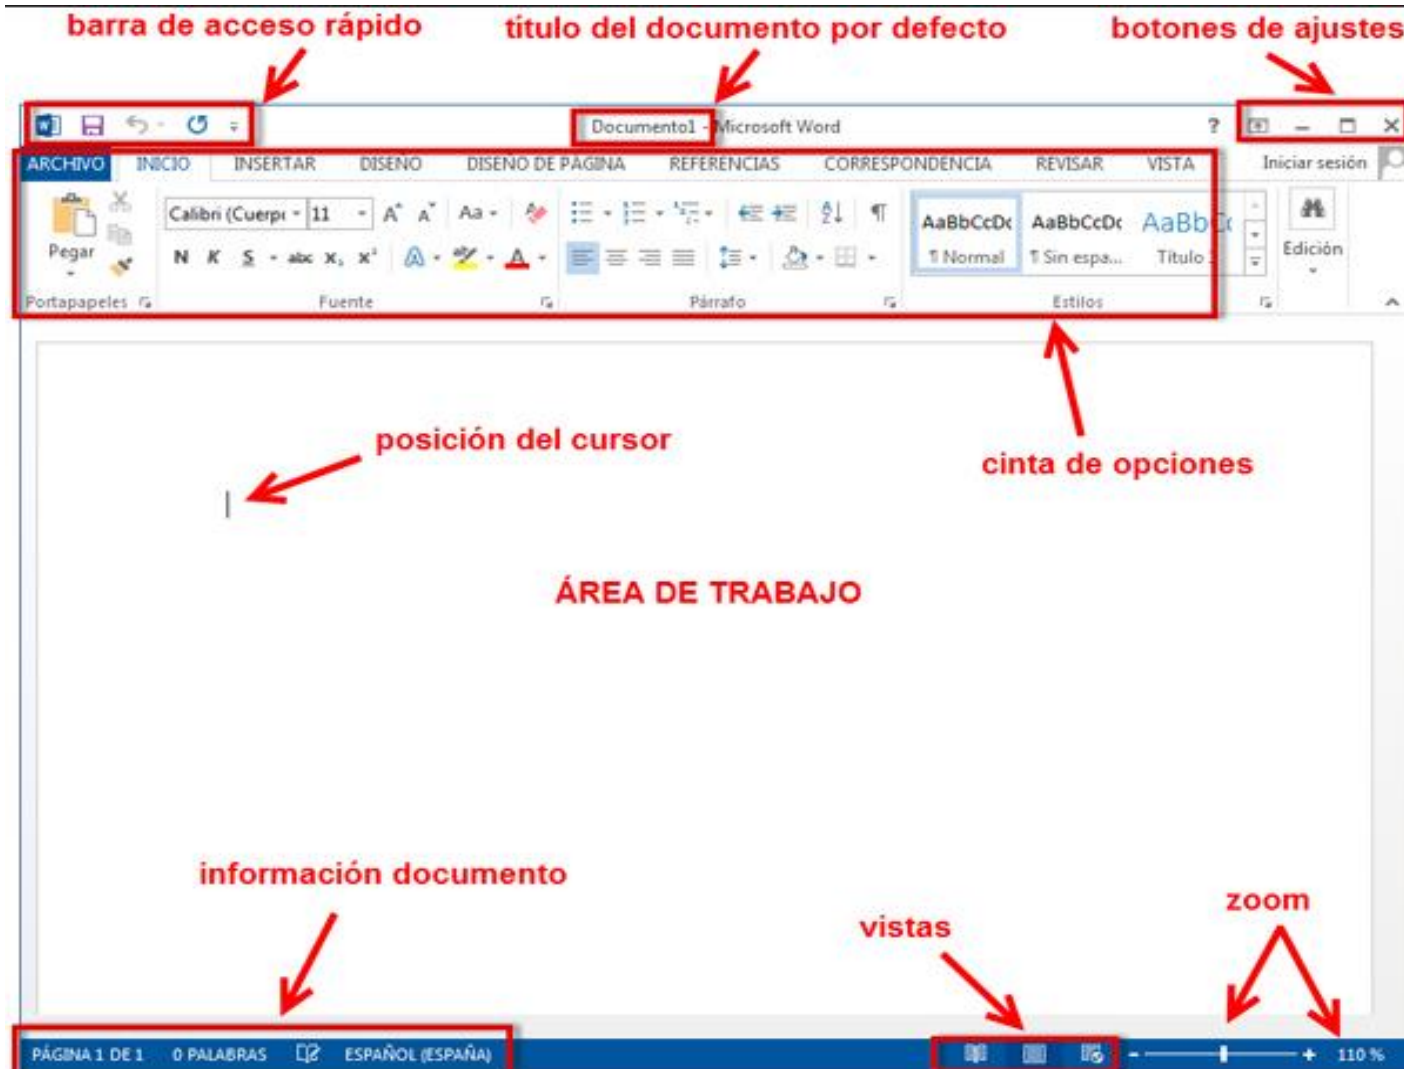 barra de acceso rápido título del documento por defecto botones de ajustes
Documento1 - Microsoft Word ?
ARCHIVO INICIO INSERTAR DISEÑO DISEÑO DE PÁGINA REFERENCIAS CORRESPONDENCIA REVISAR VISTA Iniciar sesión
Calibri (Cuerpo 11 A A Aa AaBbCcDc AaBbCcDc AaBbCc
Pegar N K S abc x₂ x² A ab A ¶ Normal ¶ Sin espa... Título 1 Edición
Portapapeles Fuente Párrafo Estilos
posición del cursor
cinta de opciones
ÁREA DE TRABAJO
información documento
zoom
vistas
PÁGINA 1 DE 1 0 PALABRAS ESPAÑOL (ESPAÑA) - + 110 %